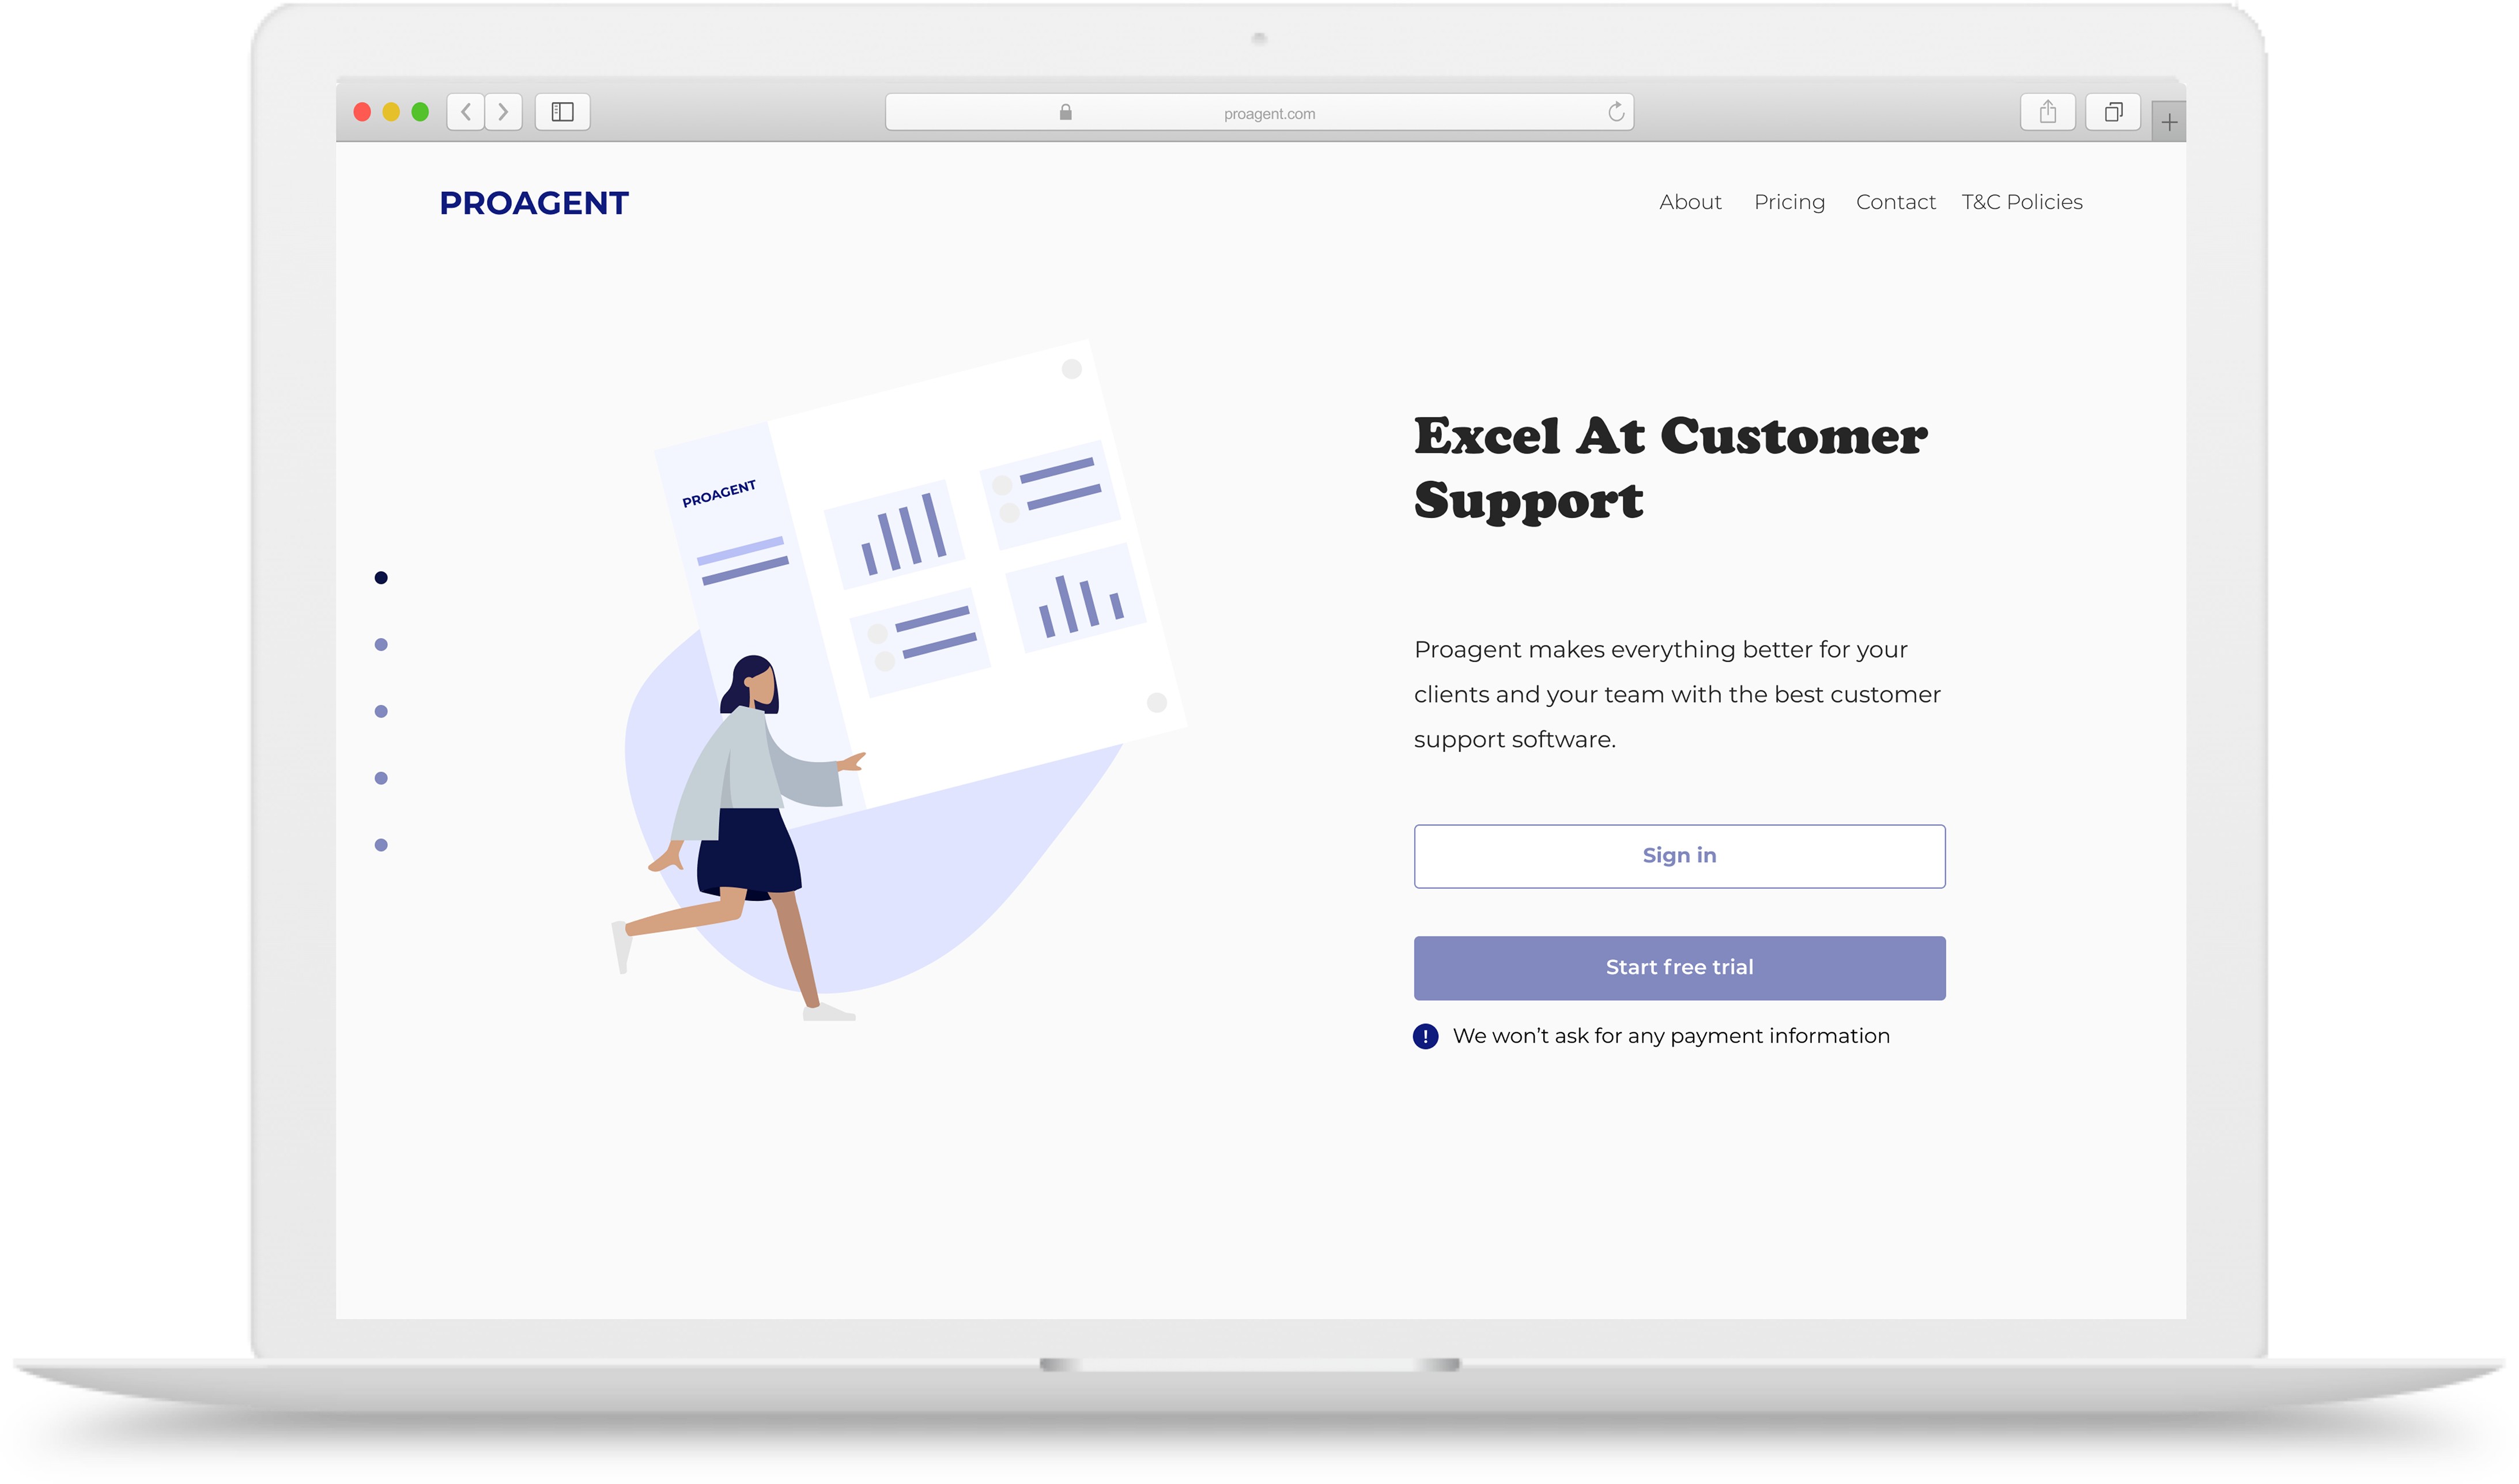 proagent.com
PROAGENT
About Pricing Contact T&C Policies
PROAGENT
Excel At Customer
Support
Proagent makes everything better for your
clients and your team with the best customer
support software.
Sign in
Start free trial
! We won’t ask for any payment information